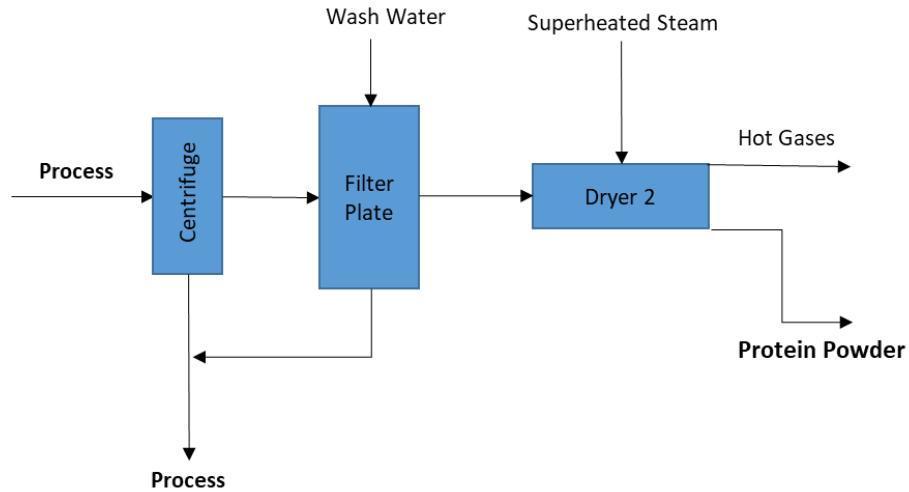 Wash Water
Superheated Steam
Hot Gases
Process
Centrifuge
Filter
Plate
Dryer 2
Protein Powder
Process